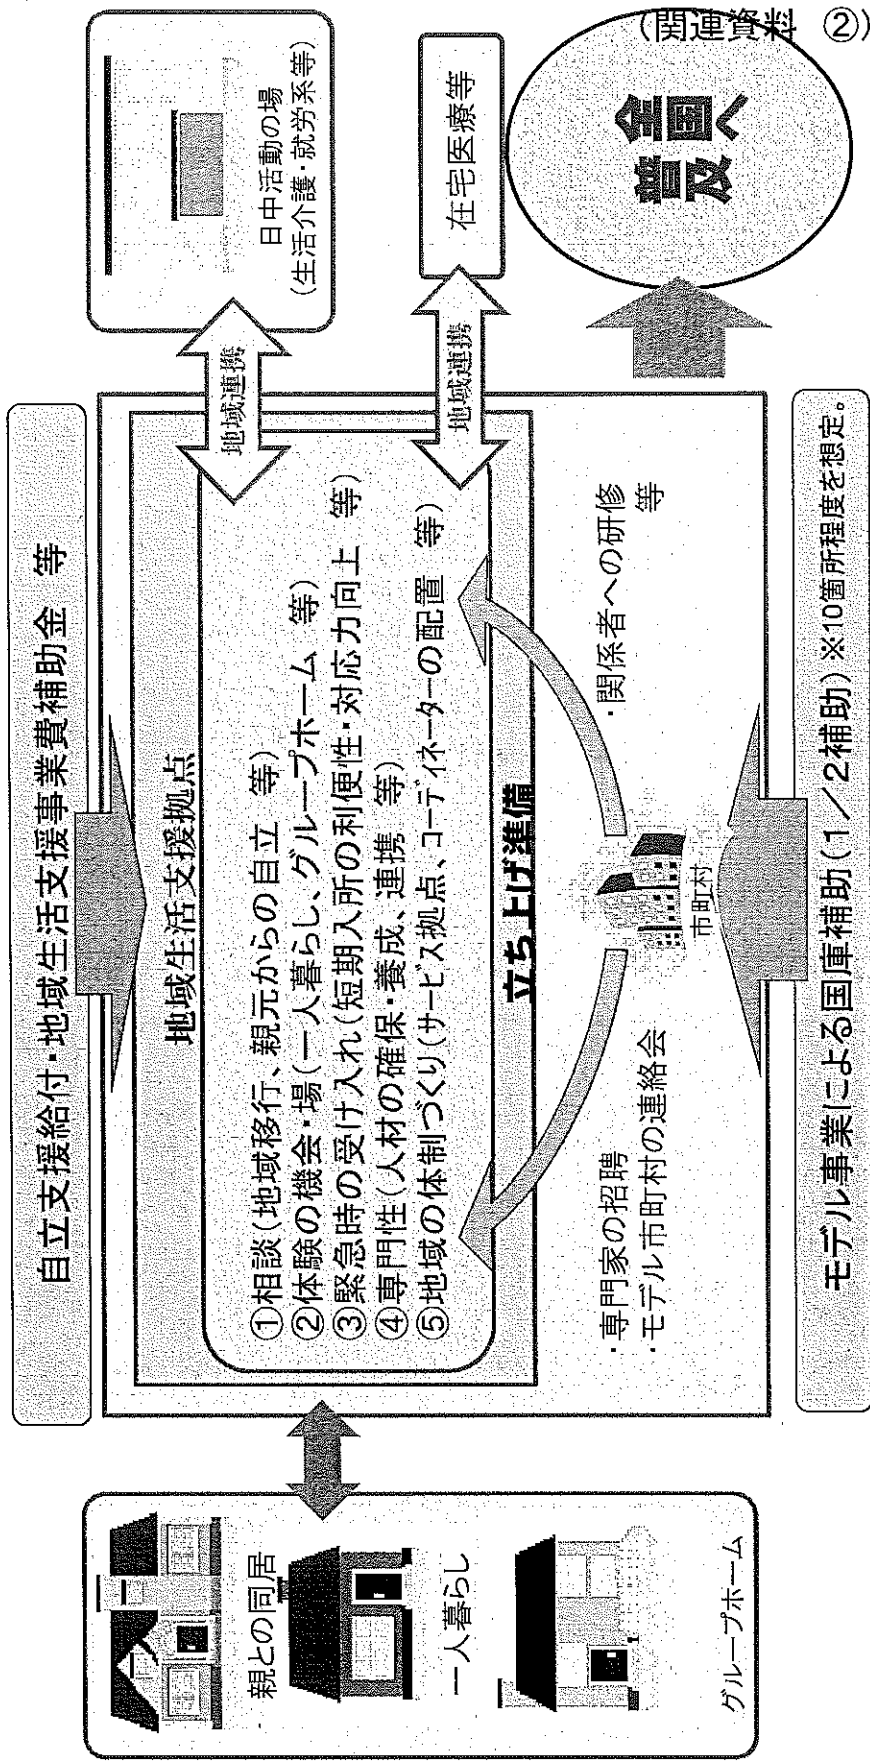 (関連資料　②)
自立支援給付・地域生活支援事業費補助金　等
親との同居
一人暮らし
グループホーム
地域生活支援拠点
①相談(地域移行、親元からの自立　等)
②体験の機会・場(一人暮らし、グループホーム　等)
③緊急時の受け入れ(短期入所の利便性・対応力向上　等)
④専門性(人材の確保・養成、連携　等)
⑤地域の体制づくり(サービス拠点、コーディネーターの配置　等)
立ち上げ準備
・専門家の招聘
・モデル市町村の連絡会
・関係者への研修
等
市町村
地域連携
日中活動の場
(生活介護・就労系等)
地域連携
在宅医療等
全国へ
普及
モデル事業による国庫補助(1/2補助)※10箇所程度を想定。